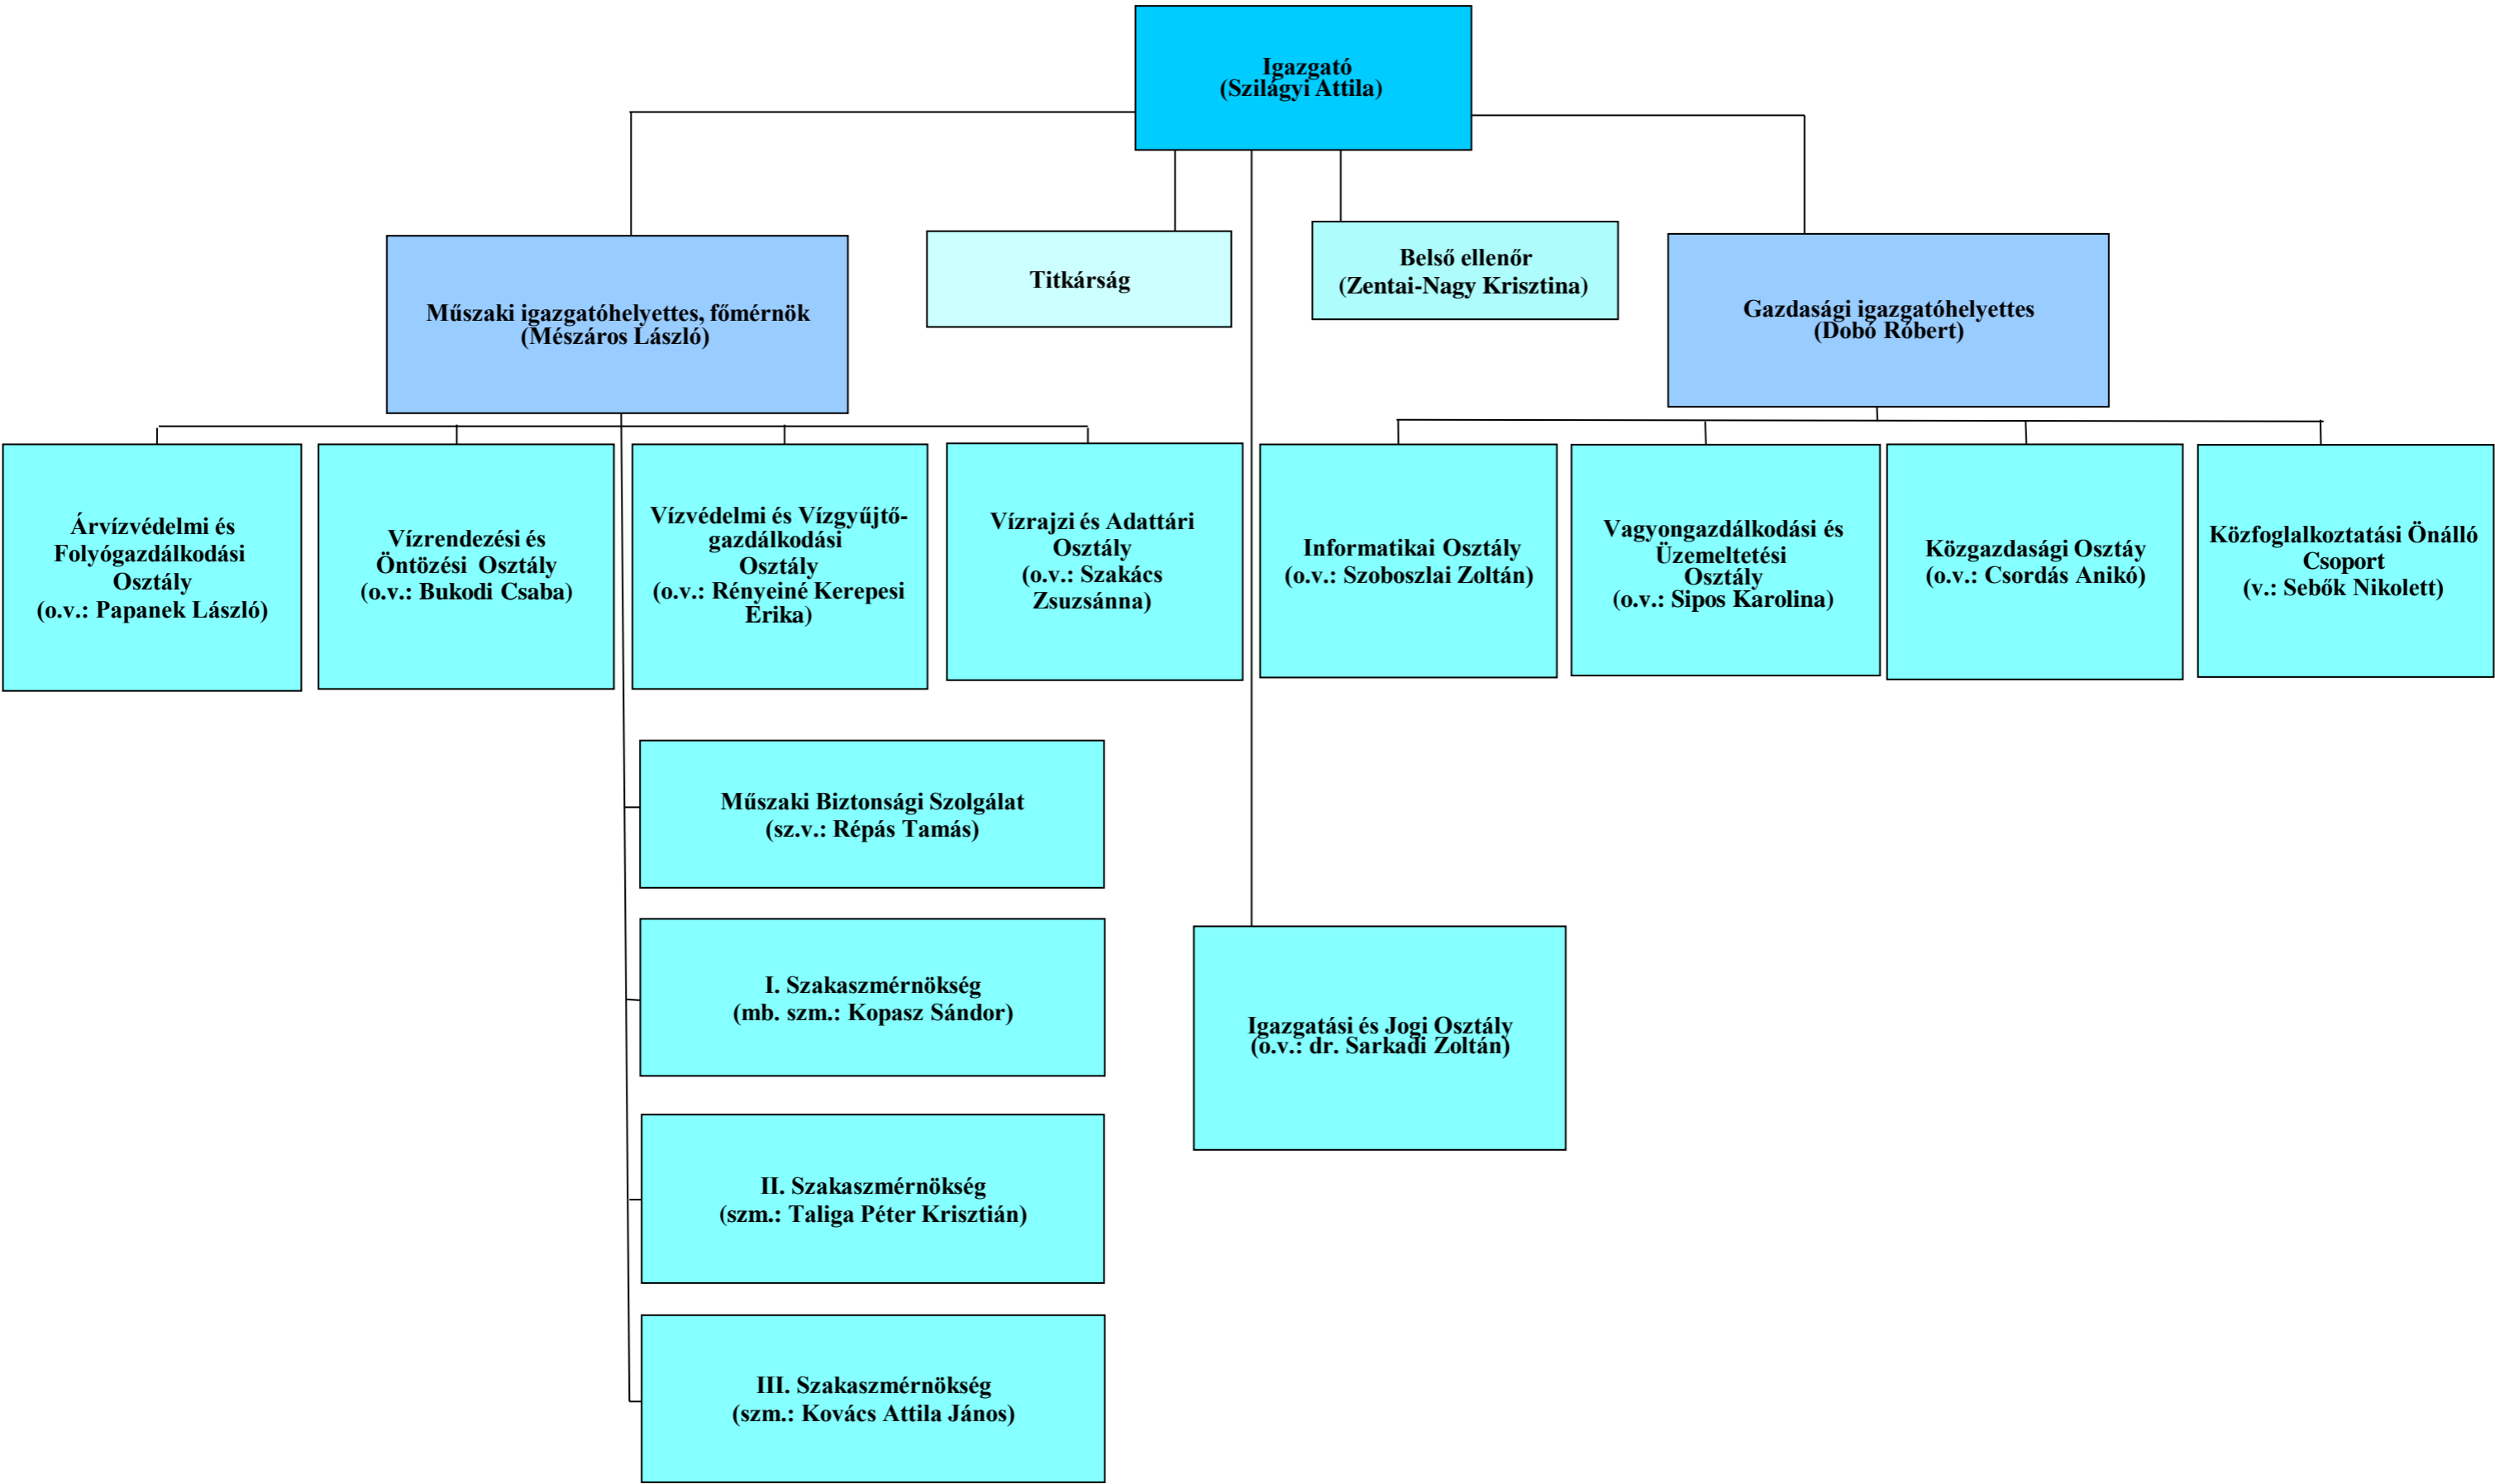 Igazgató
(Szilágyi Attila)
Műszaki igazgatóhelyettes, főmérnök
(Mészáros László)
Titkárság
Belső ellenőr
(Zentai-Nagy Krisztina)
Gazdasági igazgatóhelyettes
(Dobó Róbert)
Árvízvédelmi és
Folyógazdálkodási
Osztály
(o.v.: Papanek László)
Vízrendezési és
Öntözési Osztály
(o.v.: Bukodi Csaba)
Vízvédelmi és Vízgyűjtő-
gazdálkodási
Osztály
(o.v.: Rényeiné Kerepesi
Erika)
Vízrajzi és Adattári
Osztály
(o.v.: Szakács
Zsuzsánna)
Informatikai Osztály
(o.v.: Szoboszlai Zoltán)
Vagyongazdálkodási és
Üzemeltetési
Osztály
(o.v.: Sipos Karolina)
Közgazdasági Osztáy
(o.v.: Csordás Anikó)
Közfoglalkoztatási Önálló
Csoport
(v.: Sebők Nikolett)
Műszaki Biztonsági Szolgálat
(sz.v.: Répás Tamás)
I. Szakaszmérnökség
(mb. szm.: Kopasz Sándor)
Igazgatási és Jogi Osztály
(o.v.: dr. Sarkadi Zoltán)
II. Szakaszmérnökség
(szm.: Taliga Péter Krisztián)
III. Szakaszmérnökség
(szm.: Kovács Attila János)